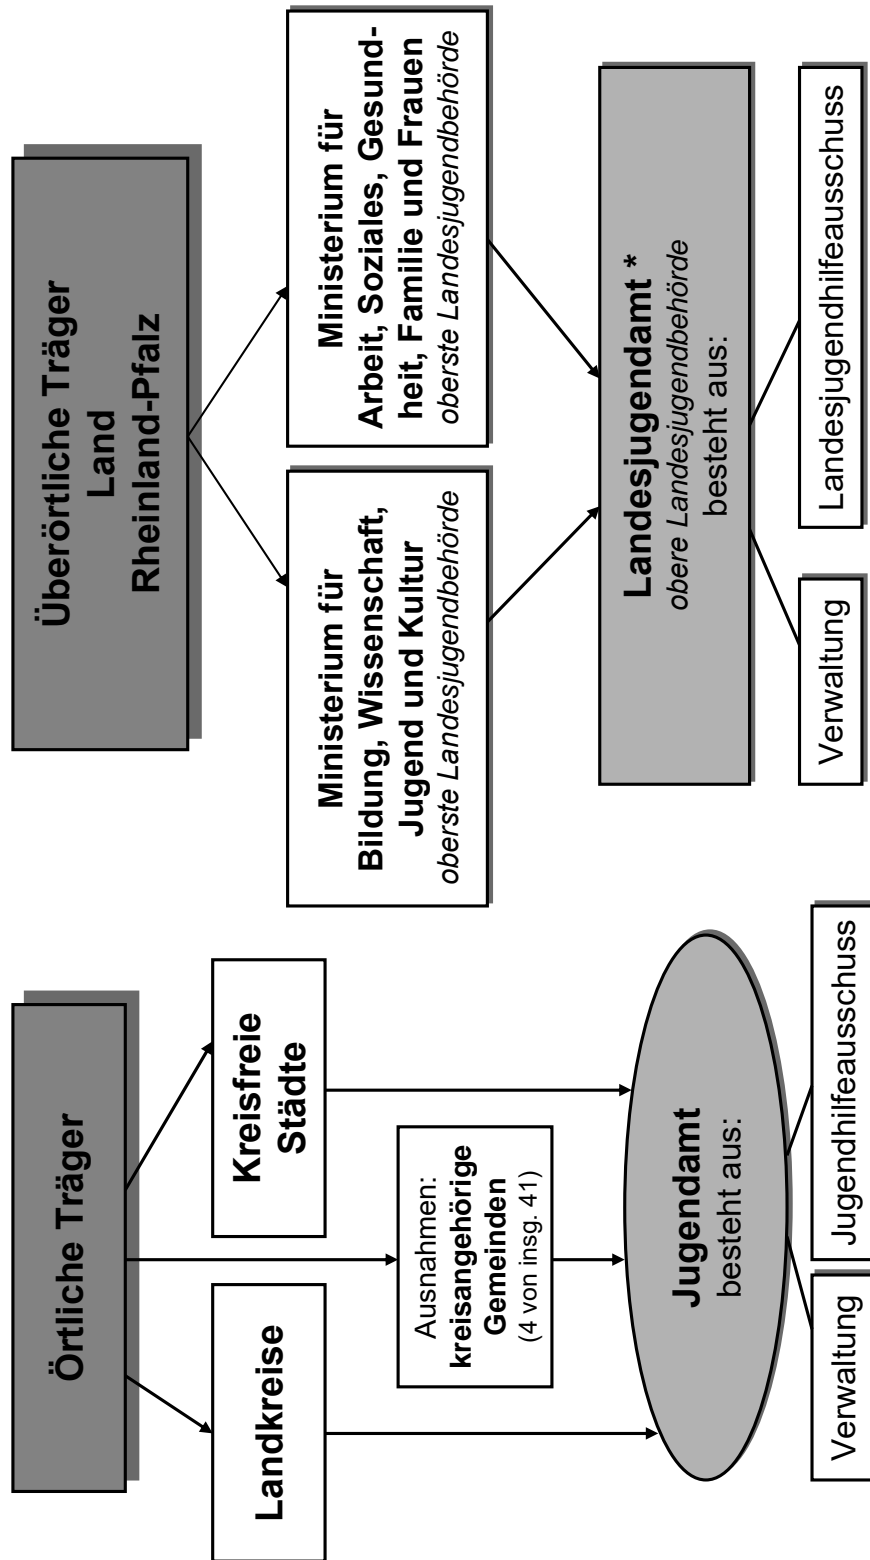 Örtliche Träger
Landkreise
Kreisfreie
Städte
Ausnahmen:
kreisangehörige
Gemeinden
(4 von insg. 41)
Jugendamt
besteht aus:
Verwaltung
Jugendhilfeausschuss
Überörtliche Träger
Land
Rheinland-Pfalz
Ministerium für
Bildung, Wissenschaft,
Jugend und Kultur
oberste Landesjugendbehörde
Ministerium für
Arbeit, Soziales, Gesund-
heit, Familie und Frauen
oberste Landesjugendbehörde
Landesjugendamt *
obere Landesjugendbehörde
besteht aus:
Verwaltung
Landesjugendhilfeausschuss